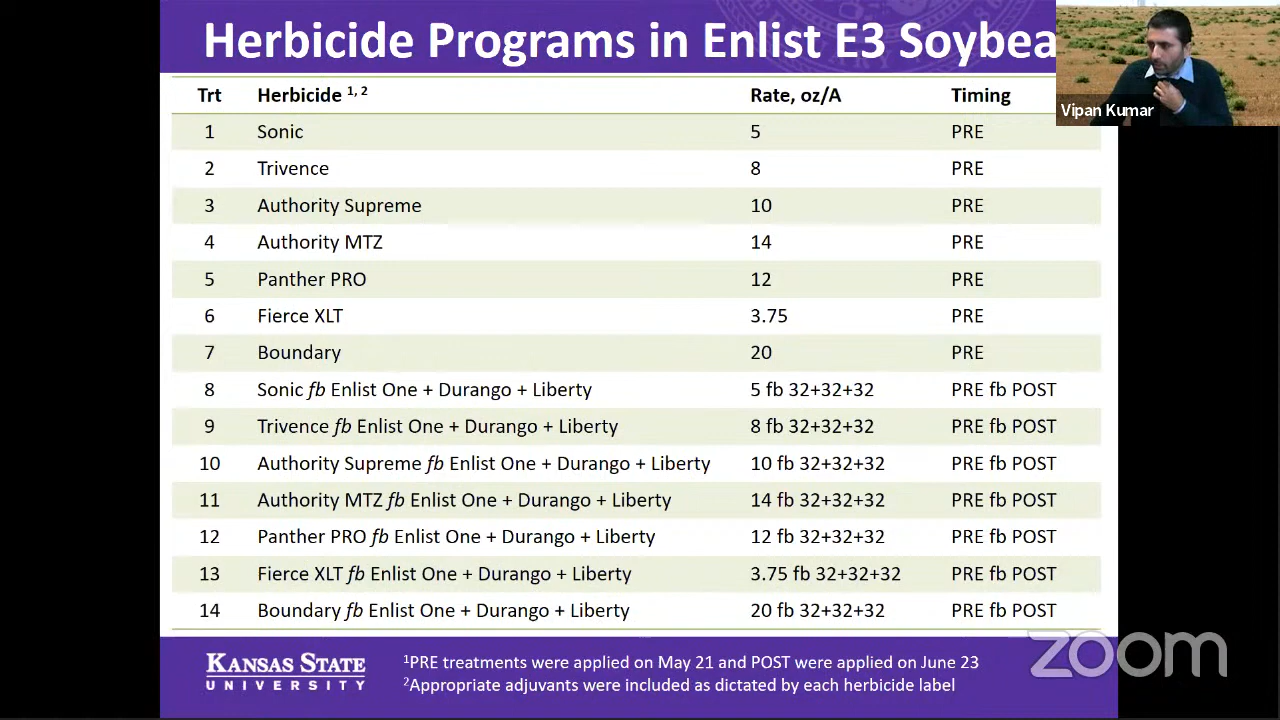 Herbicide Programs in Enlist E3 Soybea
Vipan Kumar
Trt Herbicide 1, 2 Rate, oz/A Timing
1 Sonic 5 PRE
2 Trivence 8 PRE
3 Authority Supreme 10 PRE
4 Authority MTZ 14 PRE
5 Panther PRO 12 PRE
6 Fierce XLT 3.75 PRE
7 Boundary 20 PRE
8 Sonic fb Enlist One + Durango + Liberty 5 fb 32+32+32 PRE fb POST
9 Trivence fb Enlist One + Durango + Liberty 8 fb 32+32+32 PRE fb POST
10 Authority Supreme fb Enlist One + Durango + Liberty 10 fb 32+32+32 PRE fb POST
11 Authority MTZ fb Enlist One + Durango + Liberty 14 fb 32+32+32 PRE fb POST
12 Panther PRO fb Enlist One + Durango + Liberty 12 fb 32+32+32 PRE fb POST
13 Fierce XLT fb Enlist One + Durango + Liberty 3.75 fb 32+32+32 PRE fb POST
14 Boundary fb Enlist One + Durango + Liberty 20 fb 32+32+32 PRE fb POST
KANSAS STATE
UNIVERSITY
1PRE treatments were applied on May 21 and POST were applied on June 23
2Appropriate adjuvants were included as dictated by each herbicide label
zoom